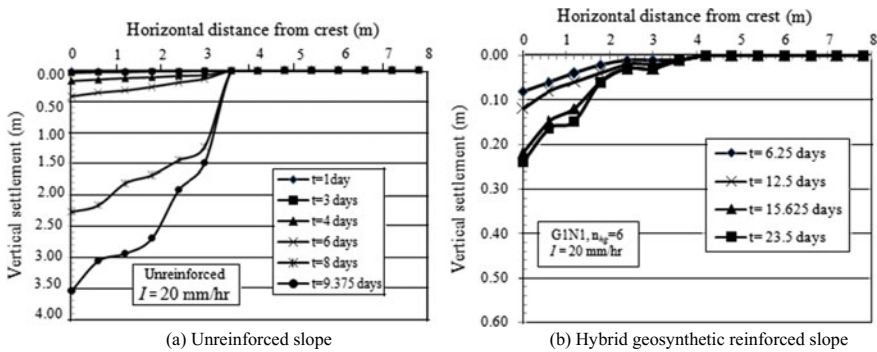 Horizontal distance from crest (m)
0 1 2 3 4 5 6 7 8
0.00
0.50
1.00
1.50
2.00
2.50
3.00
3.50
4.00
Vertical settlement (m)
t=1day
t=3 days
t=4 days
t=6 days
t=8 days
t=9.375 days
Unreinforced
I = 20 mm/hr
(a) Unreinforced slope
Horizontal distance from crest (m)
0 1 2 3 4 5 6 7 8
0.00
0.10
0.20
0.30
0.40
0.50
0.60
Vertical settlement (m)
t= 6.25 days
t= 12.5 days
t= 15.625 days
t= 23.5 days
G1N1, nhg=6
I = 20 mm/hr
(b) Hybrid geosynthetic reinforced slope